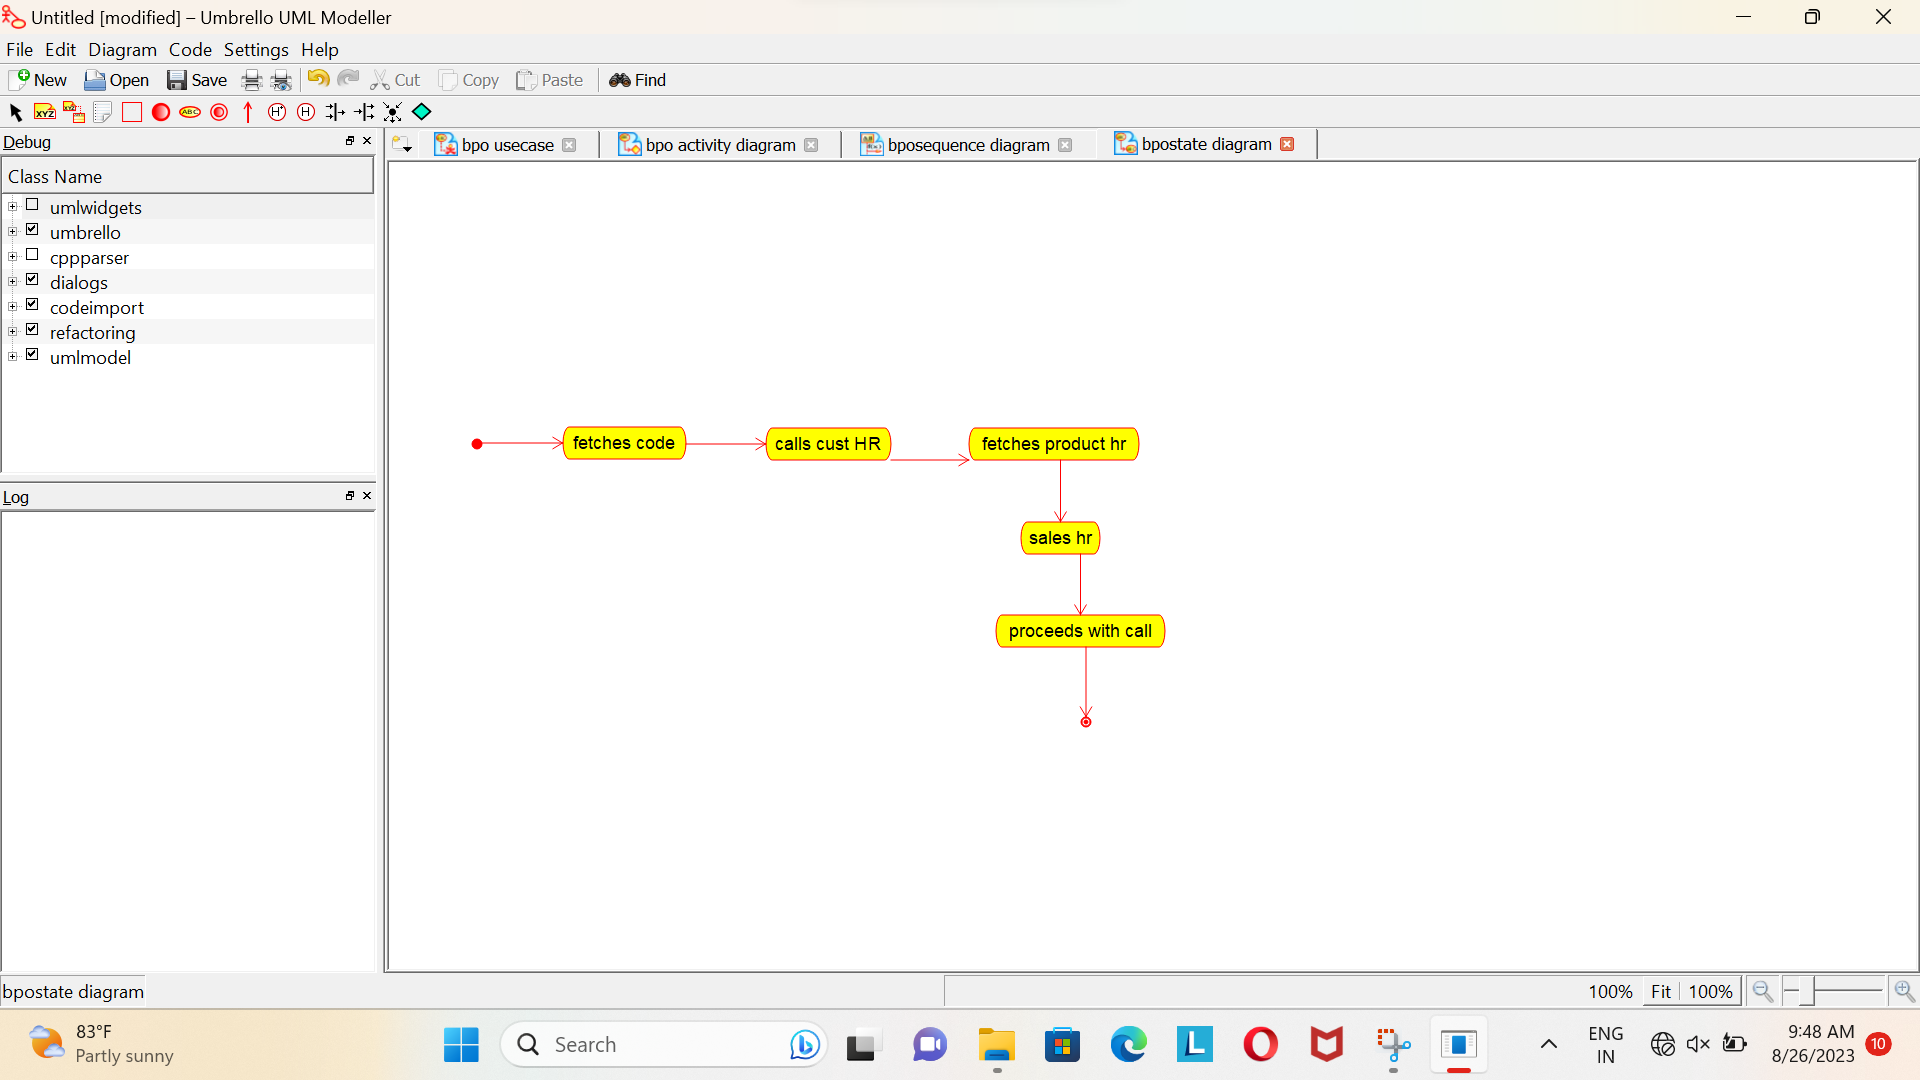 Untitled [modified] – Umbrello UML Modeller
File Edit Diagram Code Settings Help
New Open Save Cut Copy Paste Find
XYZ XYZ ABC H* H
Debug
bpo usecase bpo activity diagram bposequence diagram bpostate diagram
Class Name
umlwidgets
umbrello
cppparser
dialogs
codeimport
refactoring
umlmodel
fetches code calls cust HR fetches product hr
Log
sales hr
proceeds with call
bpostate diagram
100% Fit 100%
83°F
Partly sunny
Search
L
ENG
IN
9:48 AM
8/26/2023
10